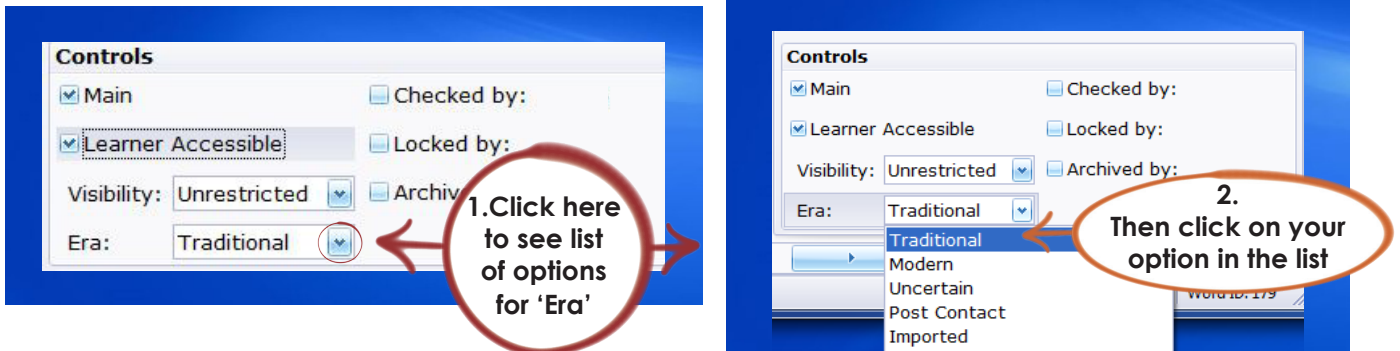 Controls
Main
Checked by:
Learner Accessible
Locked by:
Visibility: Unrestricted
Era: Traditional
1.Click here
to see list
of options
for ‘Era’
Controls
Main
Checked by:
Learner Accessible
Locked by:
Visibility: Unrestricted
Archived by:
Era: Traditional
Traditional
Modern
Uncertain
Post Contact
Imported
2.
Then click on your
option in the list
Word ID: 179